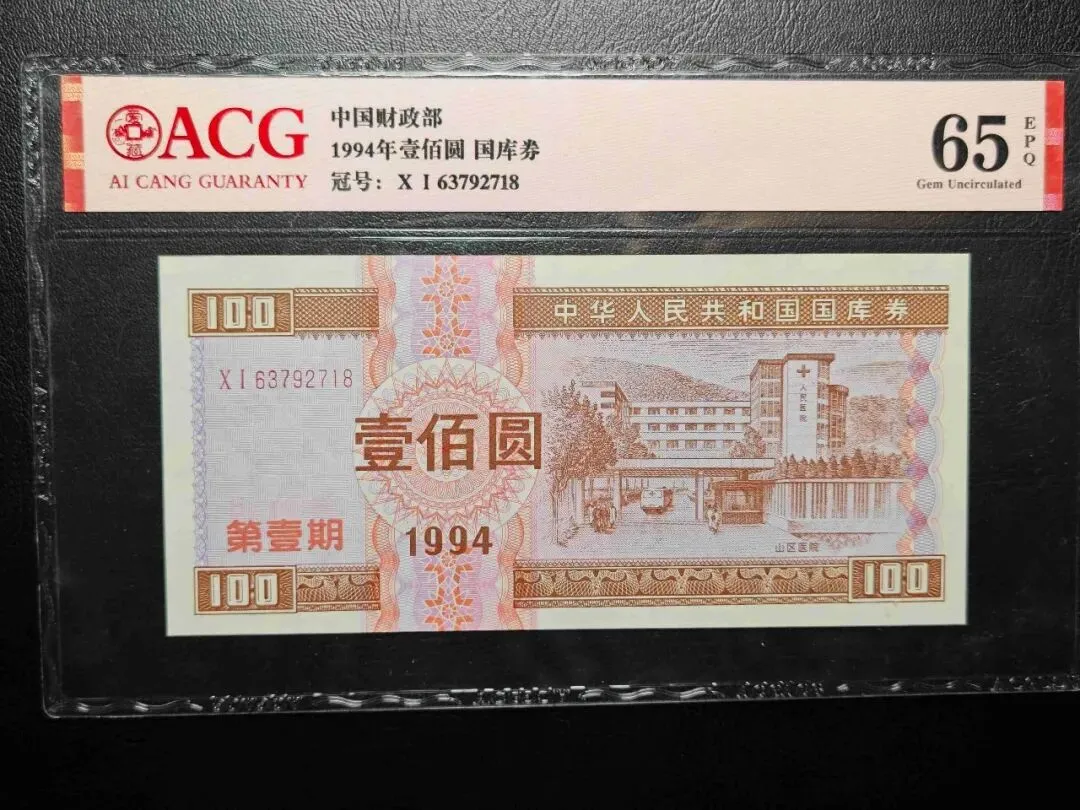 ACG
AI CANG GUARANTY
中国财政部
1994年壹佰圆 国库券
冠号: X I 63792718
65
EPQ
Gem Uncirculated
100
中华人民共和国国库券
X I 63792718
人民医院
壹佰圆
第壹期
1994
山区医院
100
100